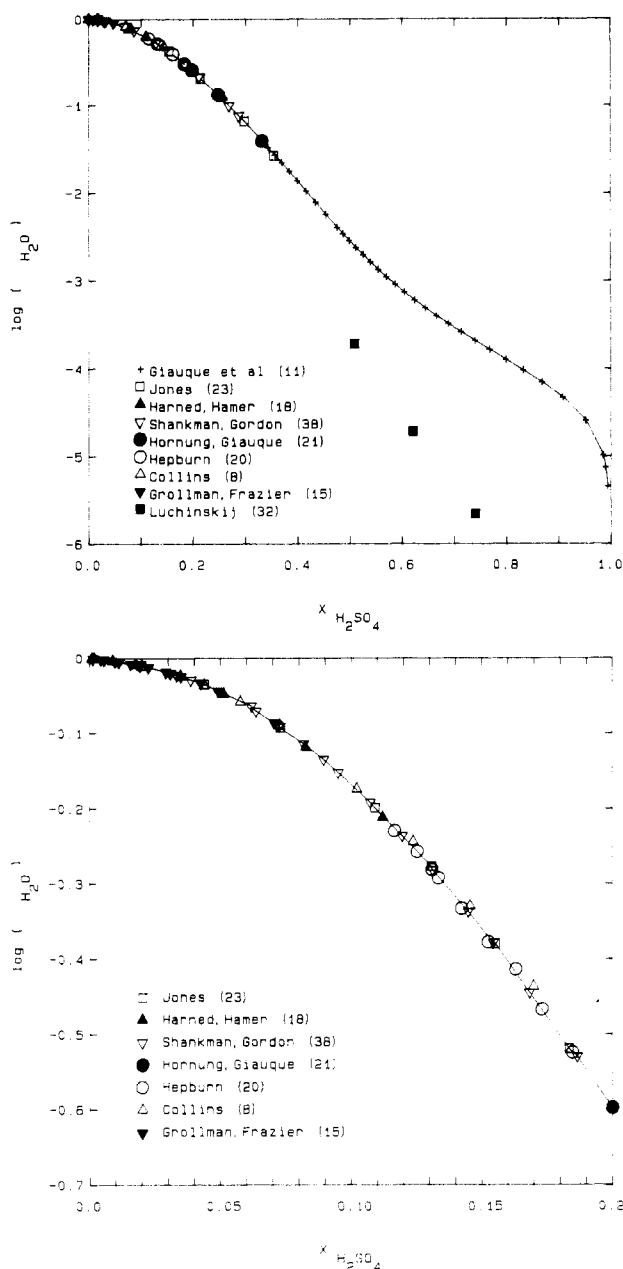 0
-1
-2
-3
-4
-5
-6
log ( H2O )
+ Giauque et al (11)
□ Jones (23)
▲ Harned, Hamer (18)
▽ Shankman, Gordon (38)
● Hornung, Giauque (21)
○ Hepburn (20)
△ Collins (8)
▼ Grollman, Frazier (15)
■ Luchinskij (32)
0.0 0.2 0.4 0.6 0.8 1.0
X H2SO4
0
-0.1
-0.2
-0.3
-0.4
-0.5
-0.6
-0.7
log ( H2O )
□ Jones (23)
▲ Harned, Hamer (18)
▽ Shankman, Gordon (38)
● Hornung, Giauque (21)
○ Hepburn (20)
△ Collins (8)
▼ Grollman, Frazier (15)
0.0 0.05 0.10 0.15 0.2
X H2SO4